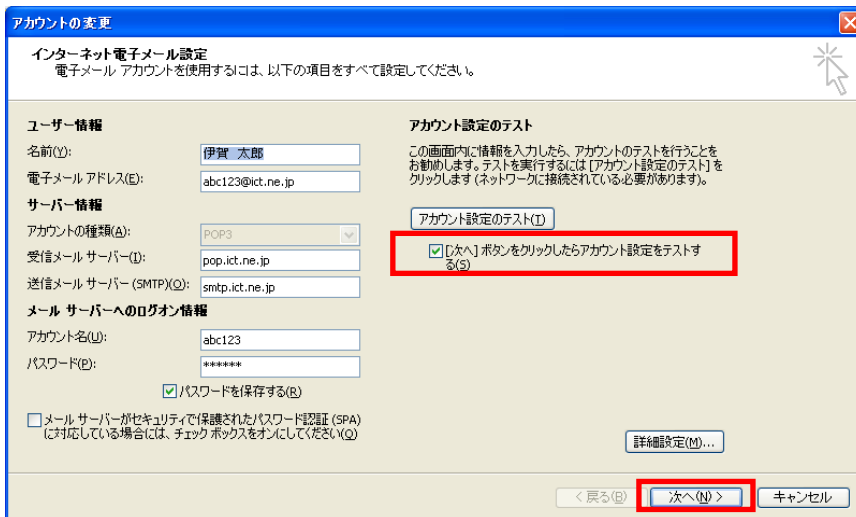 アカウントの変更
インターネット電子メール設定
電子メール アカウントを使用するには、以下の項目をすべて設定してください。
ユーザー情報
名前(Y):
伊賀 太郎
電子メール アドレス(E):
abc123@ict.ne.jp
サーバー情報
アカウントの種類(A):
POP3
受信メール サーバー(I):
pop.ict.ne.jp
送信メール サーバー (SMTP)(O):
smtp.ict.ne.jp
メール サーバーへのログオン情報
アカウント名(U):
abc123
パスワード(P):
******
パスワードを保存する(R)
メール サーバーがセキュリティで保護されたパスワード認証 (SPA)
に対応している場合には、チェック ボックスをオンにしてください(Q)
アカウント設定のテスト
この画面内に情報を入力したら、アカウントのテストを行うことを
お勧めします。テストを実行するには [アカウント設定のテスト] を
クリックします (ネットワークに接続されている必要があります)。
アカウント設定のテスト(T)
[次へ] ボタンをクリックしたらアカウント設定をテストす
る(S)
詳細設定(M)...
< 戻る(B)
次へ(N) >
キャンセル